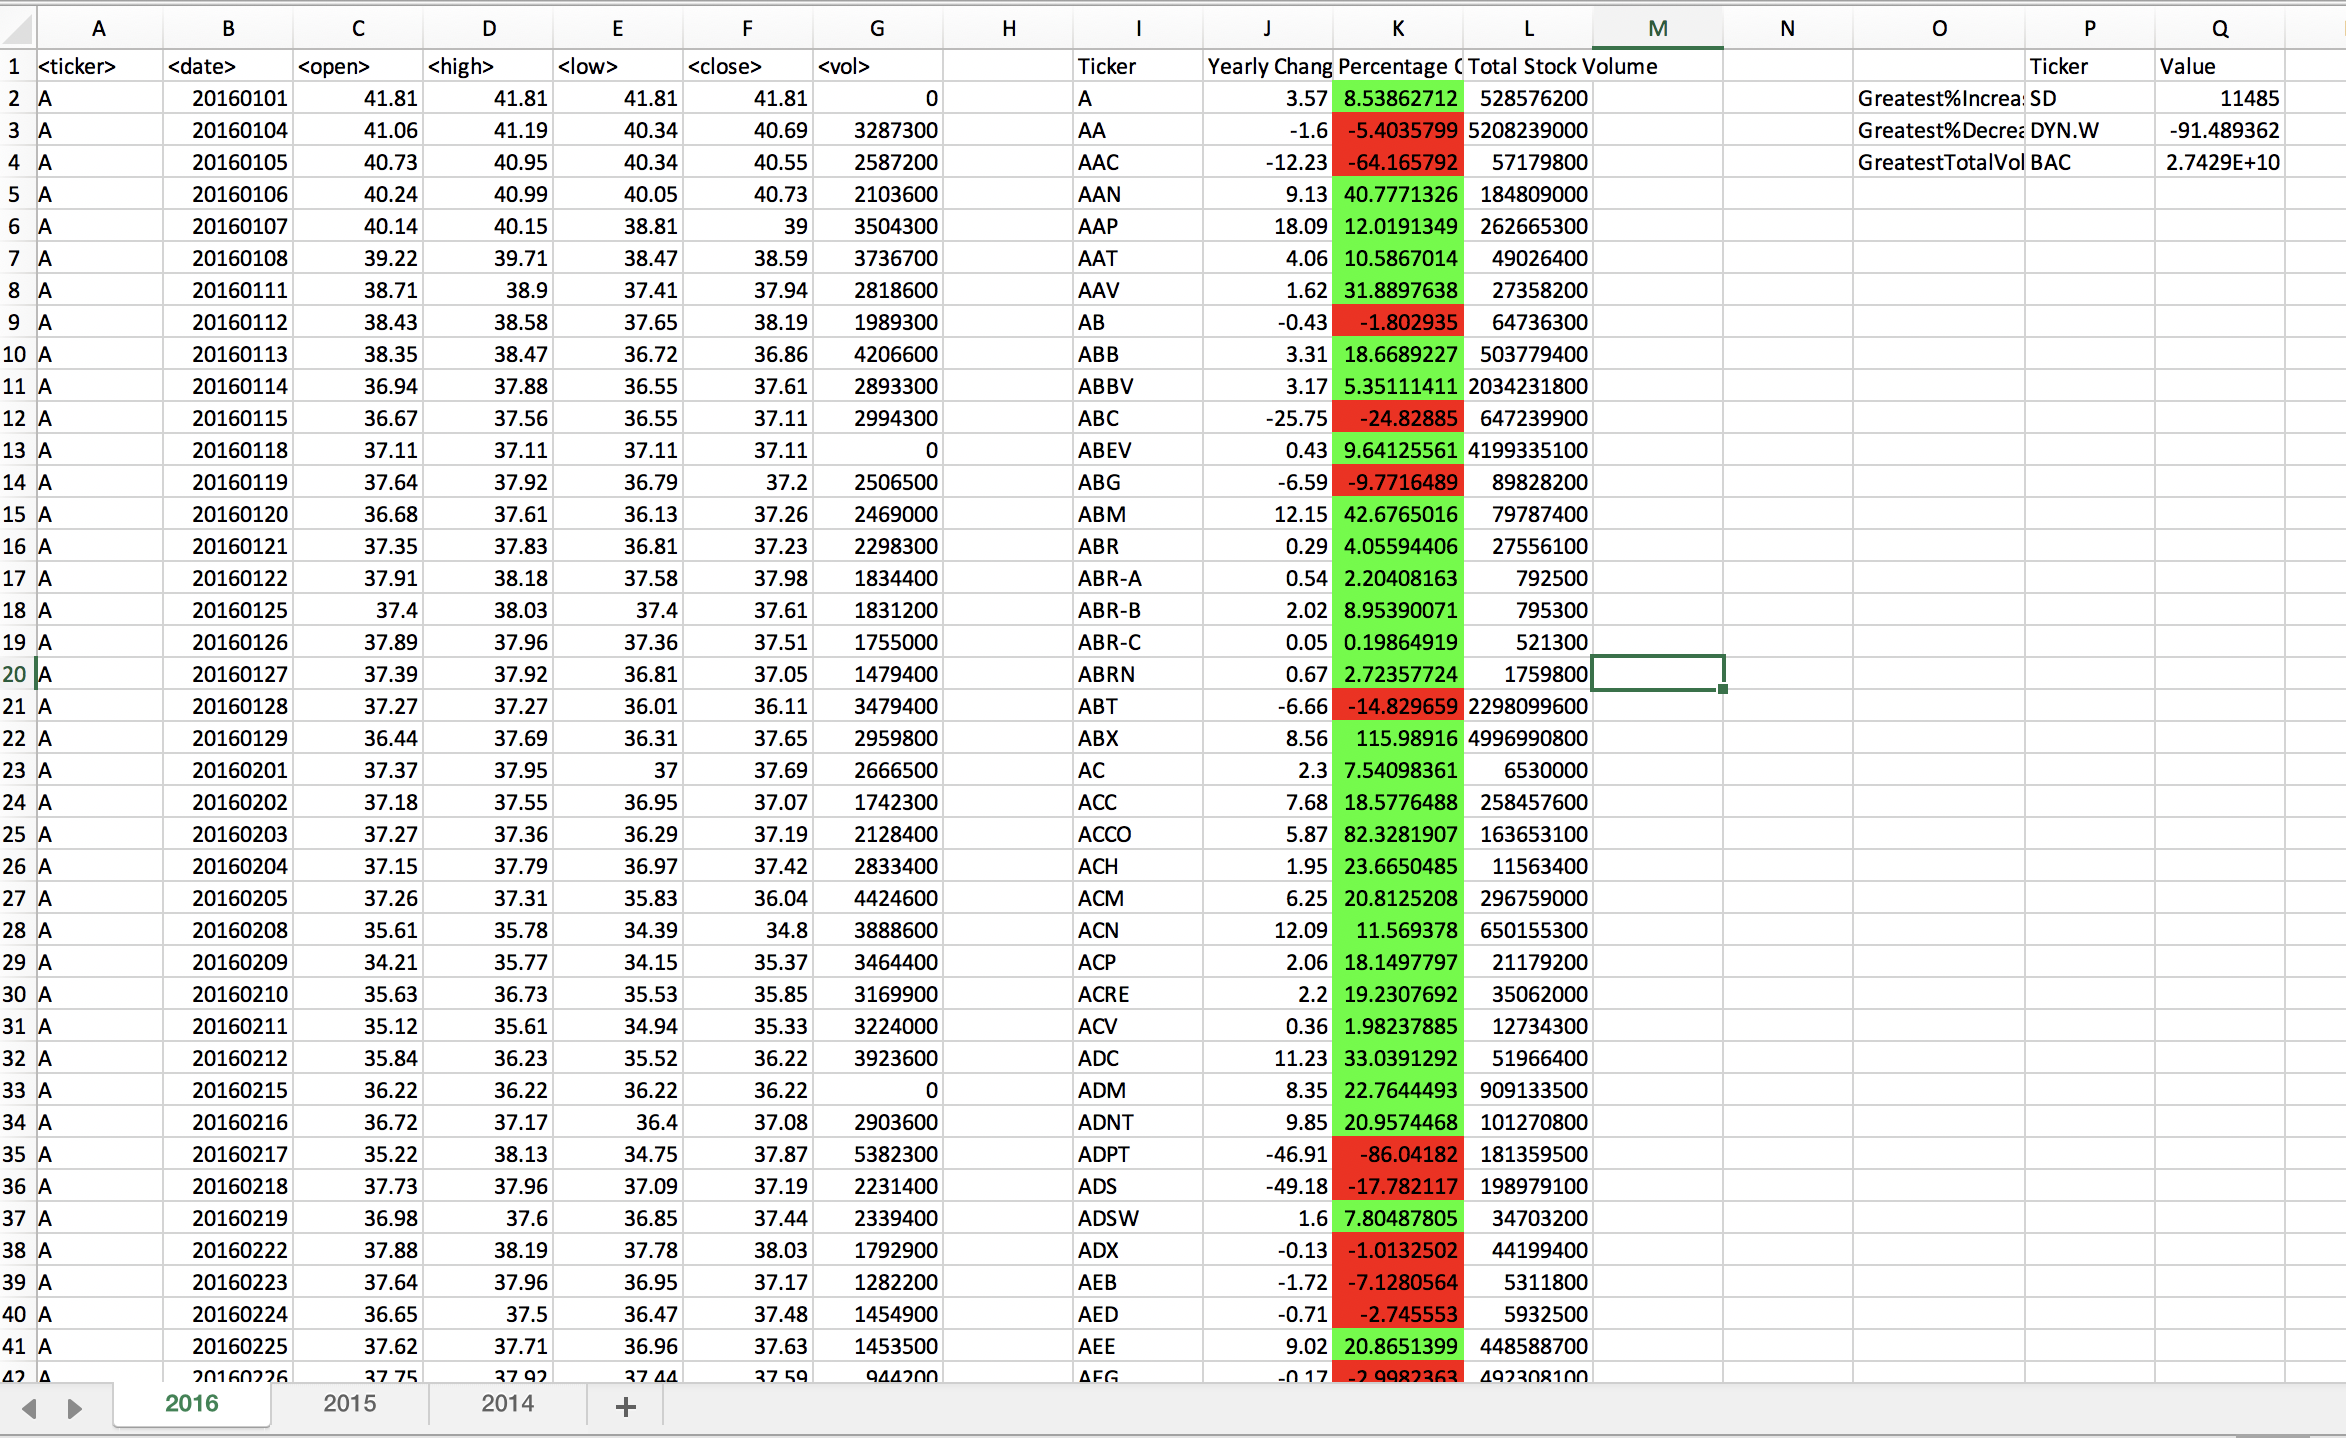 A B C D E F G H I J K L M N O P Q
1 <ticker> <date> <open> <high> <low> <close> <vol> Ticker Yearly Chang Percentage C Total Stock Volume Ticker Value
2 A 20160101 41.81 41.81 41.81 41.81 0 A 3.57 8.53862712 528576200 Greatest%Increa SD 11485
3 A 20160104 41.06 41.19 40.34 40.69 3287300 AA -1.6 -5.4035799 5208239000 Greatest%Decrea DYN.W -91.489362
4 A 20160105 40.73 40.95 40.34 40.55 2587200 AAC -12.23 -64.165792 57179800 GreatestTotalVol BAC 2.7429E+10
5 A 20160106 40.24 40.99 40.05 40.73 2103600 AAN 9.13 40.7771326 184809000
6 A 20160107 40.14 40.15 38.81 39 3504300 AAP 18.09 12.0191349 262665300
7 A 20160108 39.22 39.71 38.47 38.59 3736700 AAT 4.06 10.5867014 49026400
8 A 20160111 38.71 38.9 37.41 37.94 2818600 AAV 1.62 31.8897638 27358200
9 A 20160112 38.43 38.58 37.65 38.19 1989300 AB -0.43 -1.802935 64736300
10 A 20160113 38.35 38.47 36.72 36.86 4206600 ABB 3.31 18.6689227 503779400
11 A 20160114 36.94 37.88 36.55 37.61 2893300 ABBV 3.17 5.35111411 2034231800
12 A 20160115 36.67 37.56 36.55 37.11 2994300 ABC -25.75 -24.82885 647239900
13 A 20160118 37.11 37.11 37.11 37.11 0 ABEV 0.43 9.64125561 4199335100
14 A 20160119 37.64 37.92 36.79 37.2 2506500 ABG -6.59 -9.7716489 89828200
15 A 20160120 36.68 37.61 36.13 37.26 2469000 ABM 12.15 42.6765016 79787400
16 A 20160121 37.35 37.83 36.81 37.23 2298300 ABR 0.29 4.05594406 27556100
17 A 20160122 37.91 38.18 37.58 37.98 1834400 ABR-A 0.54 2.20408163 792500
18 A 20160125 37.4 38.03 37.4 37.61 1831200 ABR-B 2.02 8.95390071 795300
19 A 20160126 37.89 37.96 37.36 37.51 1755000 ABR-C 0.05 0.19864919 521300
20 A 20160127 37.39 37.92 36.81 37.05 1479400 ABRN 0.67 2.72357724 1759800
21 A 20160128 37.27 37.27 36.01 36.11 3479400 ABT -6.66 -14.829659 2298099600
22 A 20160129 36.44 37.69 36.31 37.65 2959800 ABX 8.56 115.98916 4996990800
23 A 20160201 37.37 37.95 37 37.69 2666500 AC 2.3 7.54098361 6530000
24 A 20160202 37.18 37.55 36.95 37.07 1742300 ACC 7.68 18.5776488 258457600
25 A 20160203 37.27 37.36 36.29 37.19 2128400 ACCO 5.87 82.3281907 163653100
26 A 20160204 37.15 37.79 36.97 37.42 2833400 ACH 1.95 23.6650485 11563400
27 A 20160205 37.26 37.31 35.83 36.04 4424600 ACM 6.25 20.8125208 296759000
28 A 20160208 35.61 35.78 34.39 34.8 3888600 ACN 12.09 11.569378 650155300
29 A 20160209 34.21 35.77 34.15 35.37 3464400 ACP 2.06 18.1497797 21179200
30 A 20160210 35.63 36.73 35.53 35.85 3169900 ACRE 2.2 19.2307692 35062000
31 A 20160211 35.12 35.61 34.94 35.33 3224000 ACV 0.36 1.98237885 12734300
32 A 20160212 35.84 36.23 35.52 36.22 3923600 ADC 11.23 33.0391292 51966400
33 A 20160215 36.22 36.22 36.22 36.22 0 ADM 8.35 22.7644493 909133500
34 A 20160216 36.72 37.17 36.4 37.08 2903600 ADNT 9.85 20.9574468 101270800
35 A 20160217 35.22 38.13 34.75 37.87 5382300 ADPT -46.91 -86.04182 181359500
36 A 20160218 37.73 37.96 37.09 37.19 2231400 ADS -49.18 -17.782117 198979100
37 A 20160219 36.98 37.6 36.85 37.44 2339400 ADSW 1.6 7.80487805 34703200
38 A 20160222 37.88 38.19 37.78 38.03 1792900 ADX -0.13 -1.0132502 44199400
39 A 20160223 37.64 37.96 36.95 37.17 1282200 AEB -1.72 -7.1280564 5311800
40 A 20160224 36.65 37.5 36.47 37.48 1454900 AED -0.71 -2.745553 5932500
41 A 20160225 37.62 37.71 36.96 37.63 1453500 AEE 9.02 20.8651399 448588700
42 A 20160226 37.75 37.92 37.44 37.59 944200 AEG -0.17 -2.9982363 492308100
2016 2015 2014 +